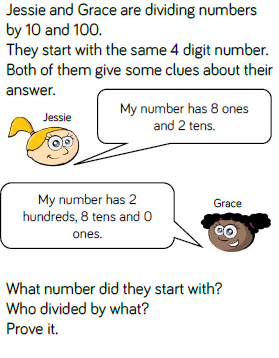 Jessie and Grace are dividing numbers
by 10 and 100.
They start with the same 4 digit number.
Both of them give some clues about their
answer.
Jessie
My number has 8 ones
and 2 tens.
My number has 2
hundreds, 8 tens and 0
ones.
Grace
What number did they start with?
Who divided by what?
Prove it.